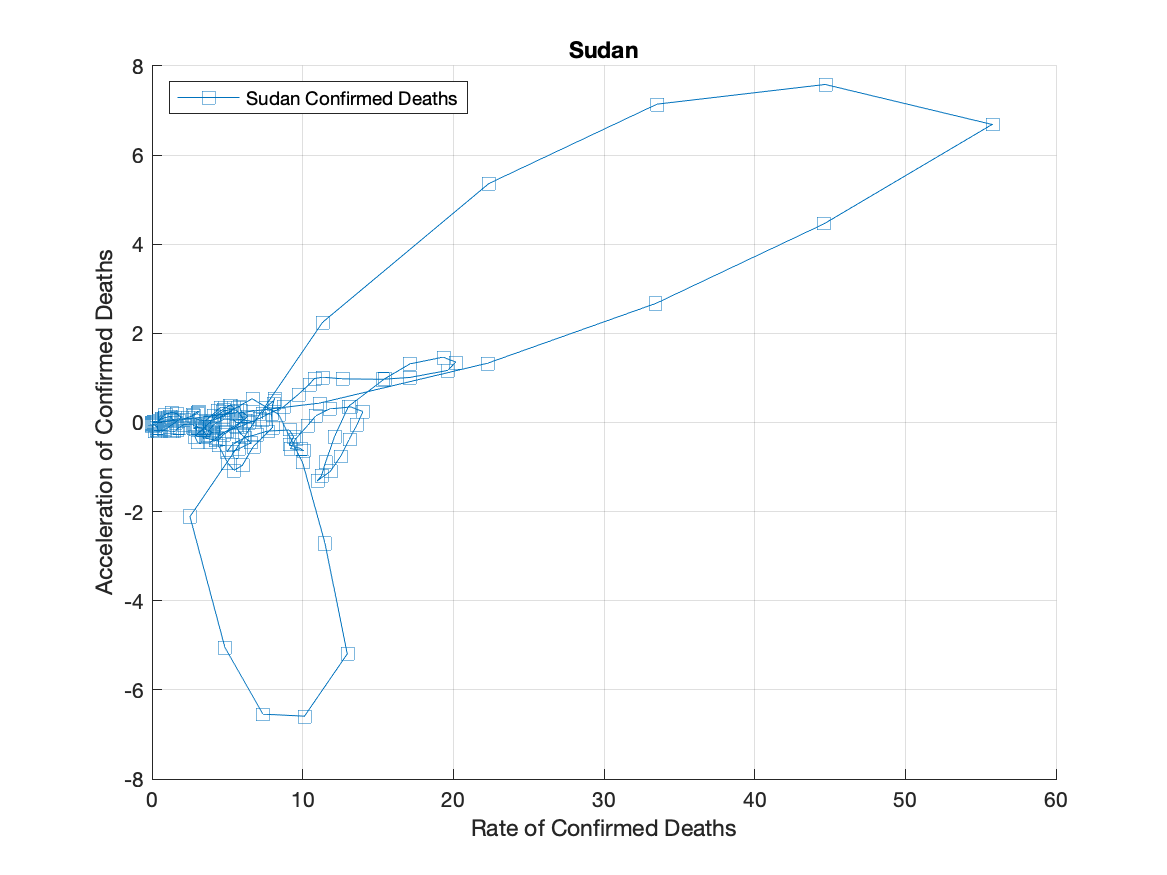 Sudan
Sudan Confirmed Deaths
8
6
4
2
0
-2
-4
-6
-8
Acceleration of Confirmed Deaths
0 10 20 30 40 50 60
Rate of Confirmed Deaths